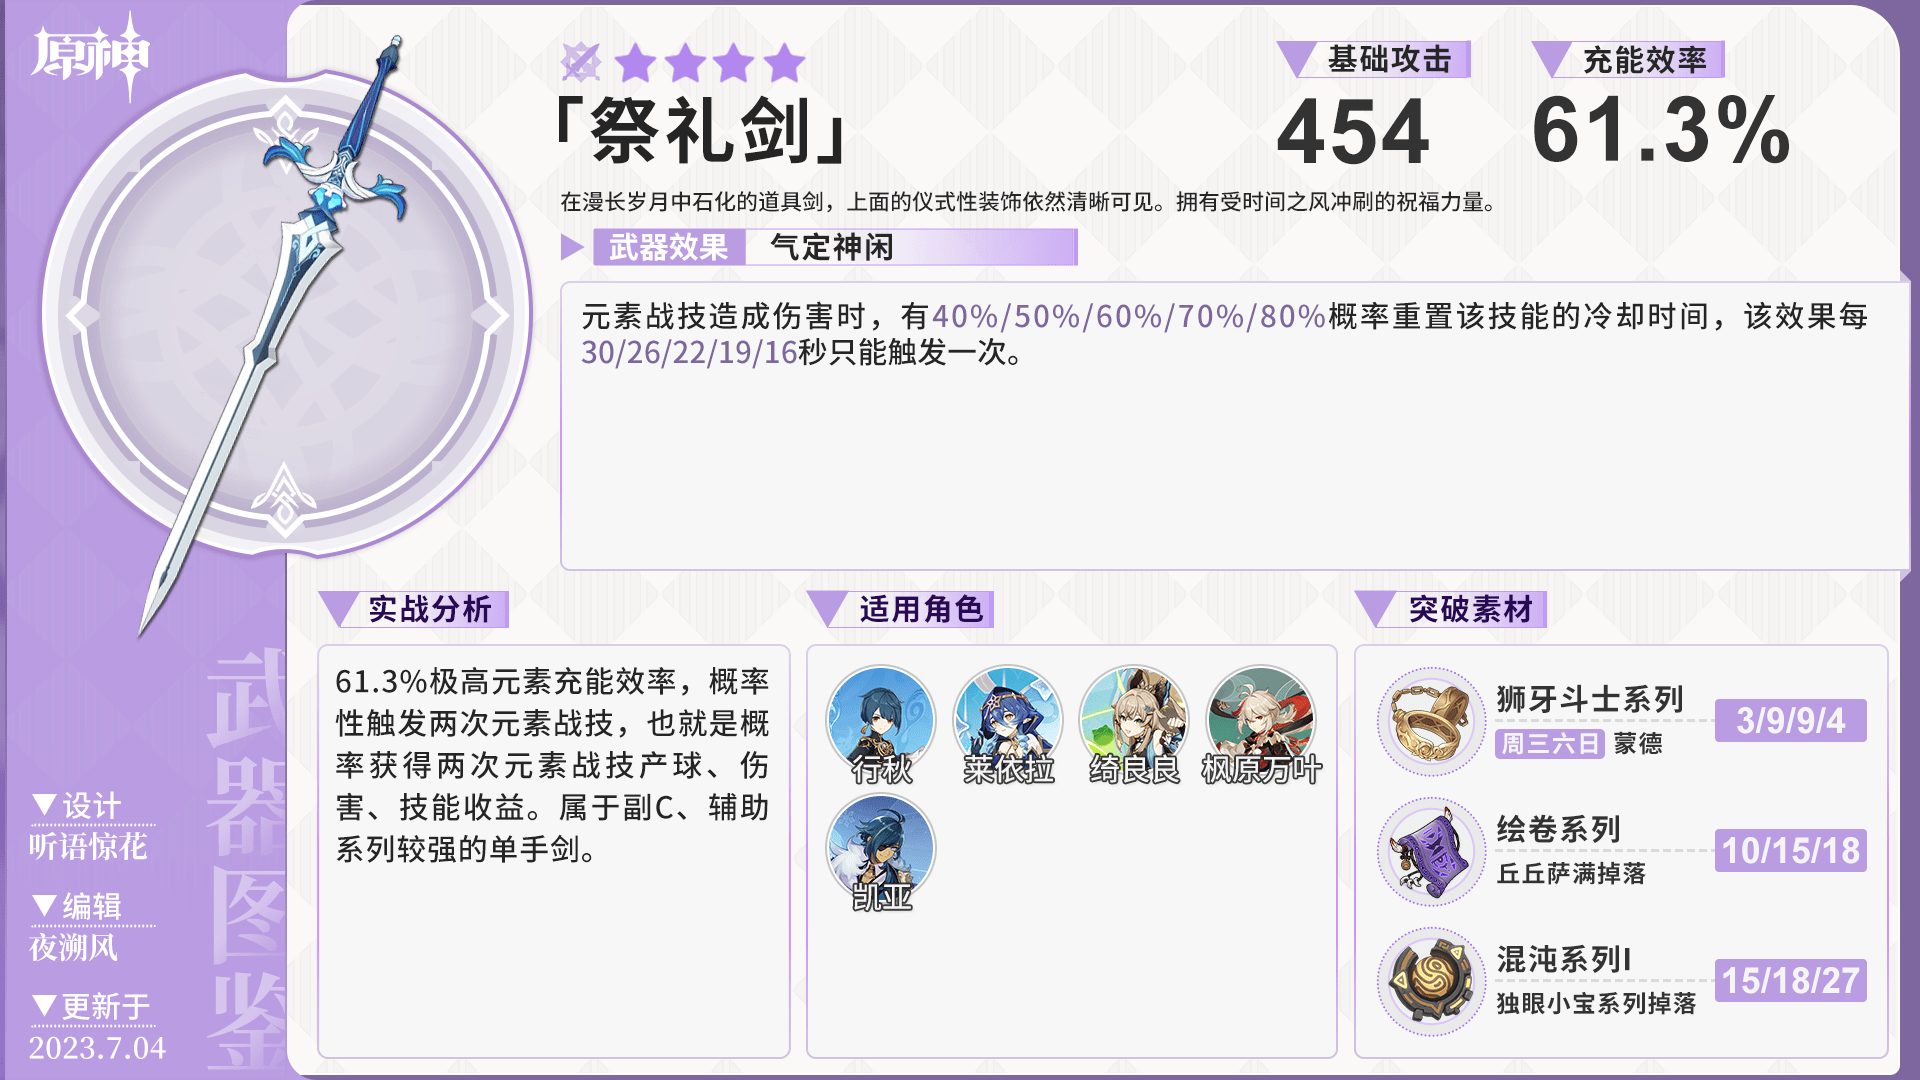 原神
「祭礼剑」
基础攻击
454
充能效率
61.3%
在漫长岁月中石化的道具剑，上面的仪式性装饰依然清晰可见。拥有受时间之风冲刷的祝福力量。
武器效果 气定神闲
元素战技造成伤害时，有40%/50%/60%/70%/80%概率重置该技能的冷却时间，该效果每
30/26/22/19/16秒只能触发一次。
实战分析
61.3%极高元素充能效率，概率
性触发两次元素战技，也就是概
率获得两次元素战技产球、伤
害、技能收益。属于副C、辅助
系列较强的单手剑。
适用角色
行秋 莱依拉 绮良良 枫原万叶
凯亚
突破素材
狮牙斗士系列
周三六日 蒙德
3/9/9/4
绘卷系列
丘丘萨满掉落
10/15/18
混沌系列I
独眼小宝系列掉落
15/18/27
武器图鉴
▼设计
听语惊花
▼编辑
夜溯风
▼更新于
2023.7.04